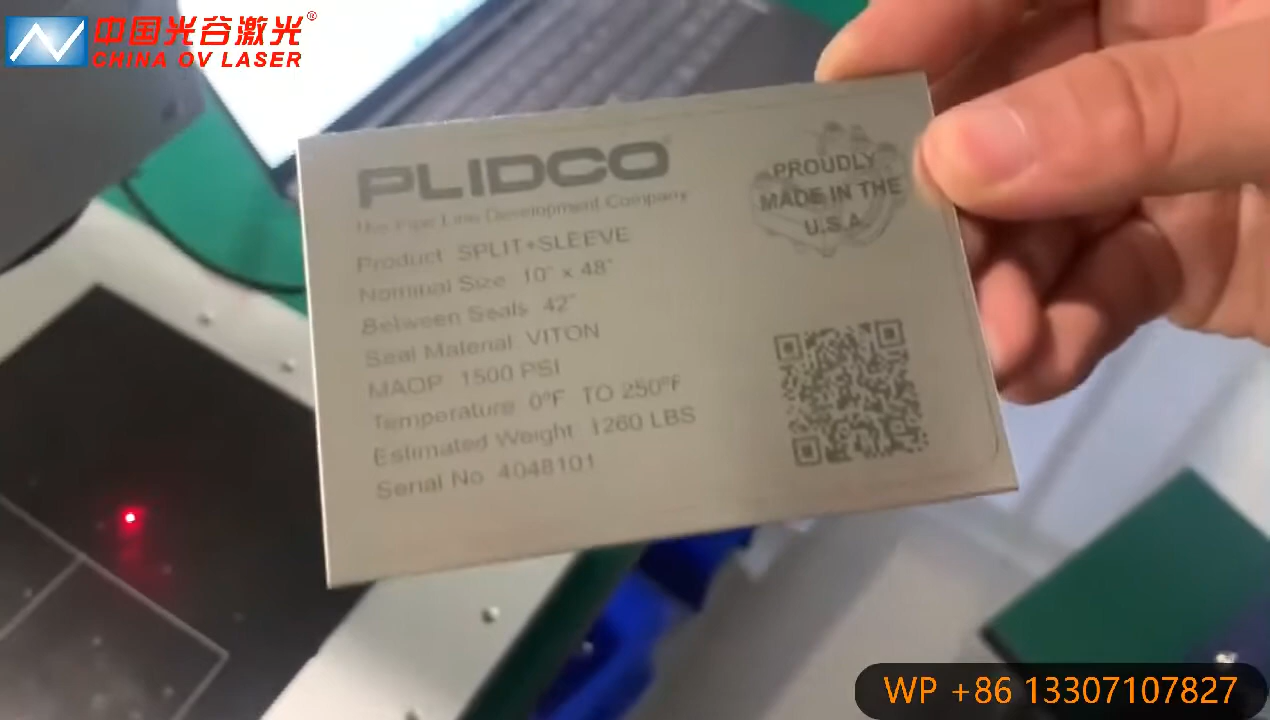 中国光谷激光®
CHINA OV LASER
PLIDCO
The Pipe Line Development Company
Product SPLIT+SLEEVE
Nominal Size 10" x 48"
Between Seals 42"
Seal Material VITON
MAOP 1500 PSI
Temperature 0ºF TO 250ºF
Estimated Weight 1260 LBS
Serial No 4048101
PROUDLY
MADE IN THE
U.S.A.
WP +86 13307107827